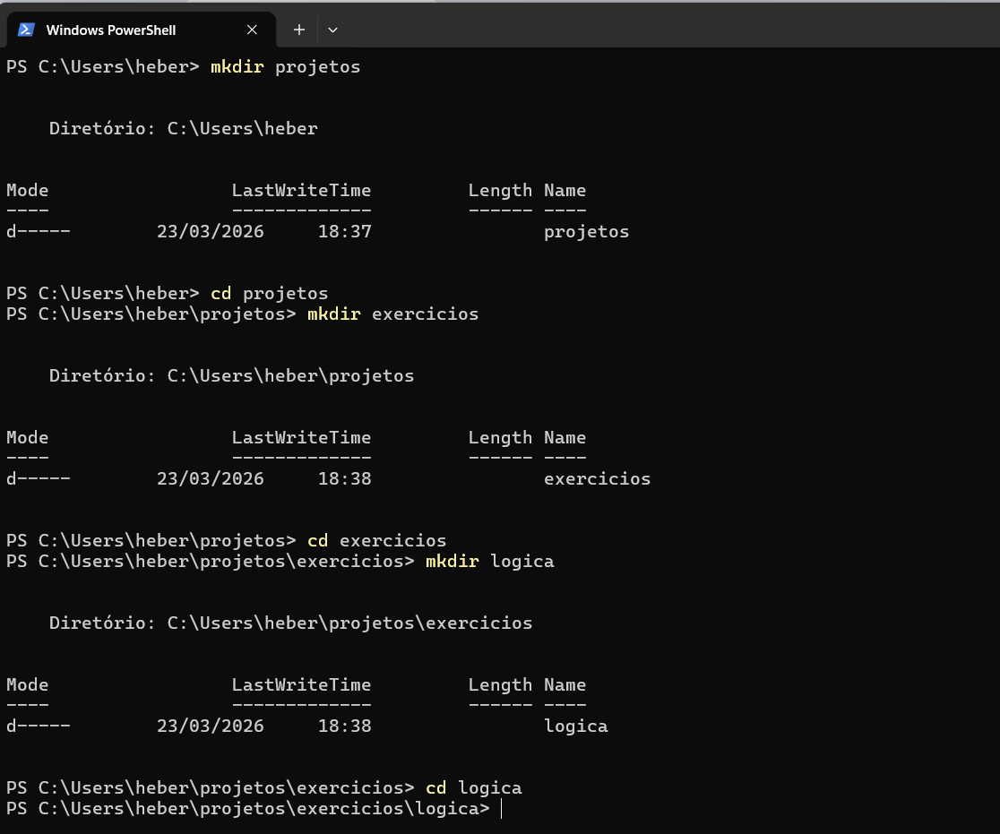 Windows PowerShell
PS C:\Users\heber> mkdir projetos
Diretório: C:\Users\heber
Mode                 LastWriteTime         Length Name
----                 -------------         ------ ----
d-----        23/03/2026     18:37                projetos
PS C:\Users\heber> cd projetos
PS C:\Users\heber\projetos> mkdir exercicios
Diretório: C:\Users\heber\projetos
Mode                 LastWriteTime         Length Name
----                 -------------         ------ ----
d-----        23/03/2026     18:38                exercicios
PS C:\Users\heber\projetos> cd exercicios
PS C:\Users\heber\projetos\exercicios> mkdir logica
Diretório: C:\Users\heber\projetos\exercicios
Mode                 LastWriteTime         Length Name
----                 -------------         ------ ----
d-----        23/03/2026     18:38                logica
PS C:\Users\heber\projetos\exercicios> cd logica
PS C:\Users\heber\projetos\exercicios\logica>